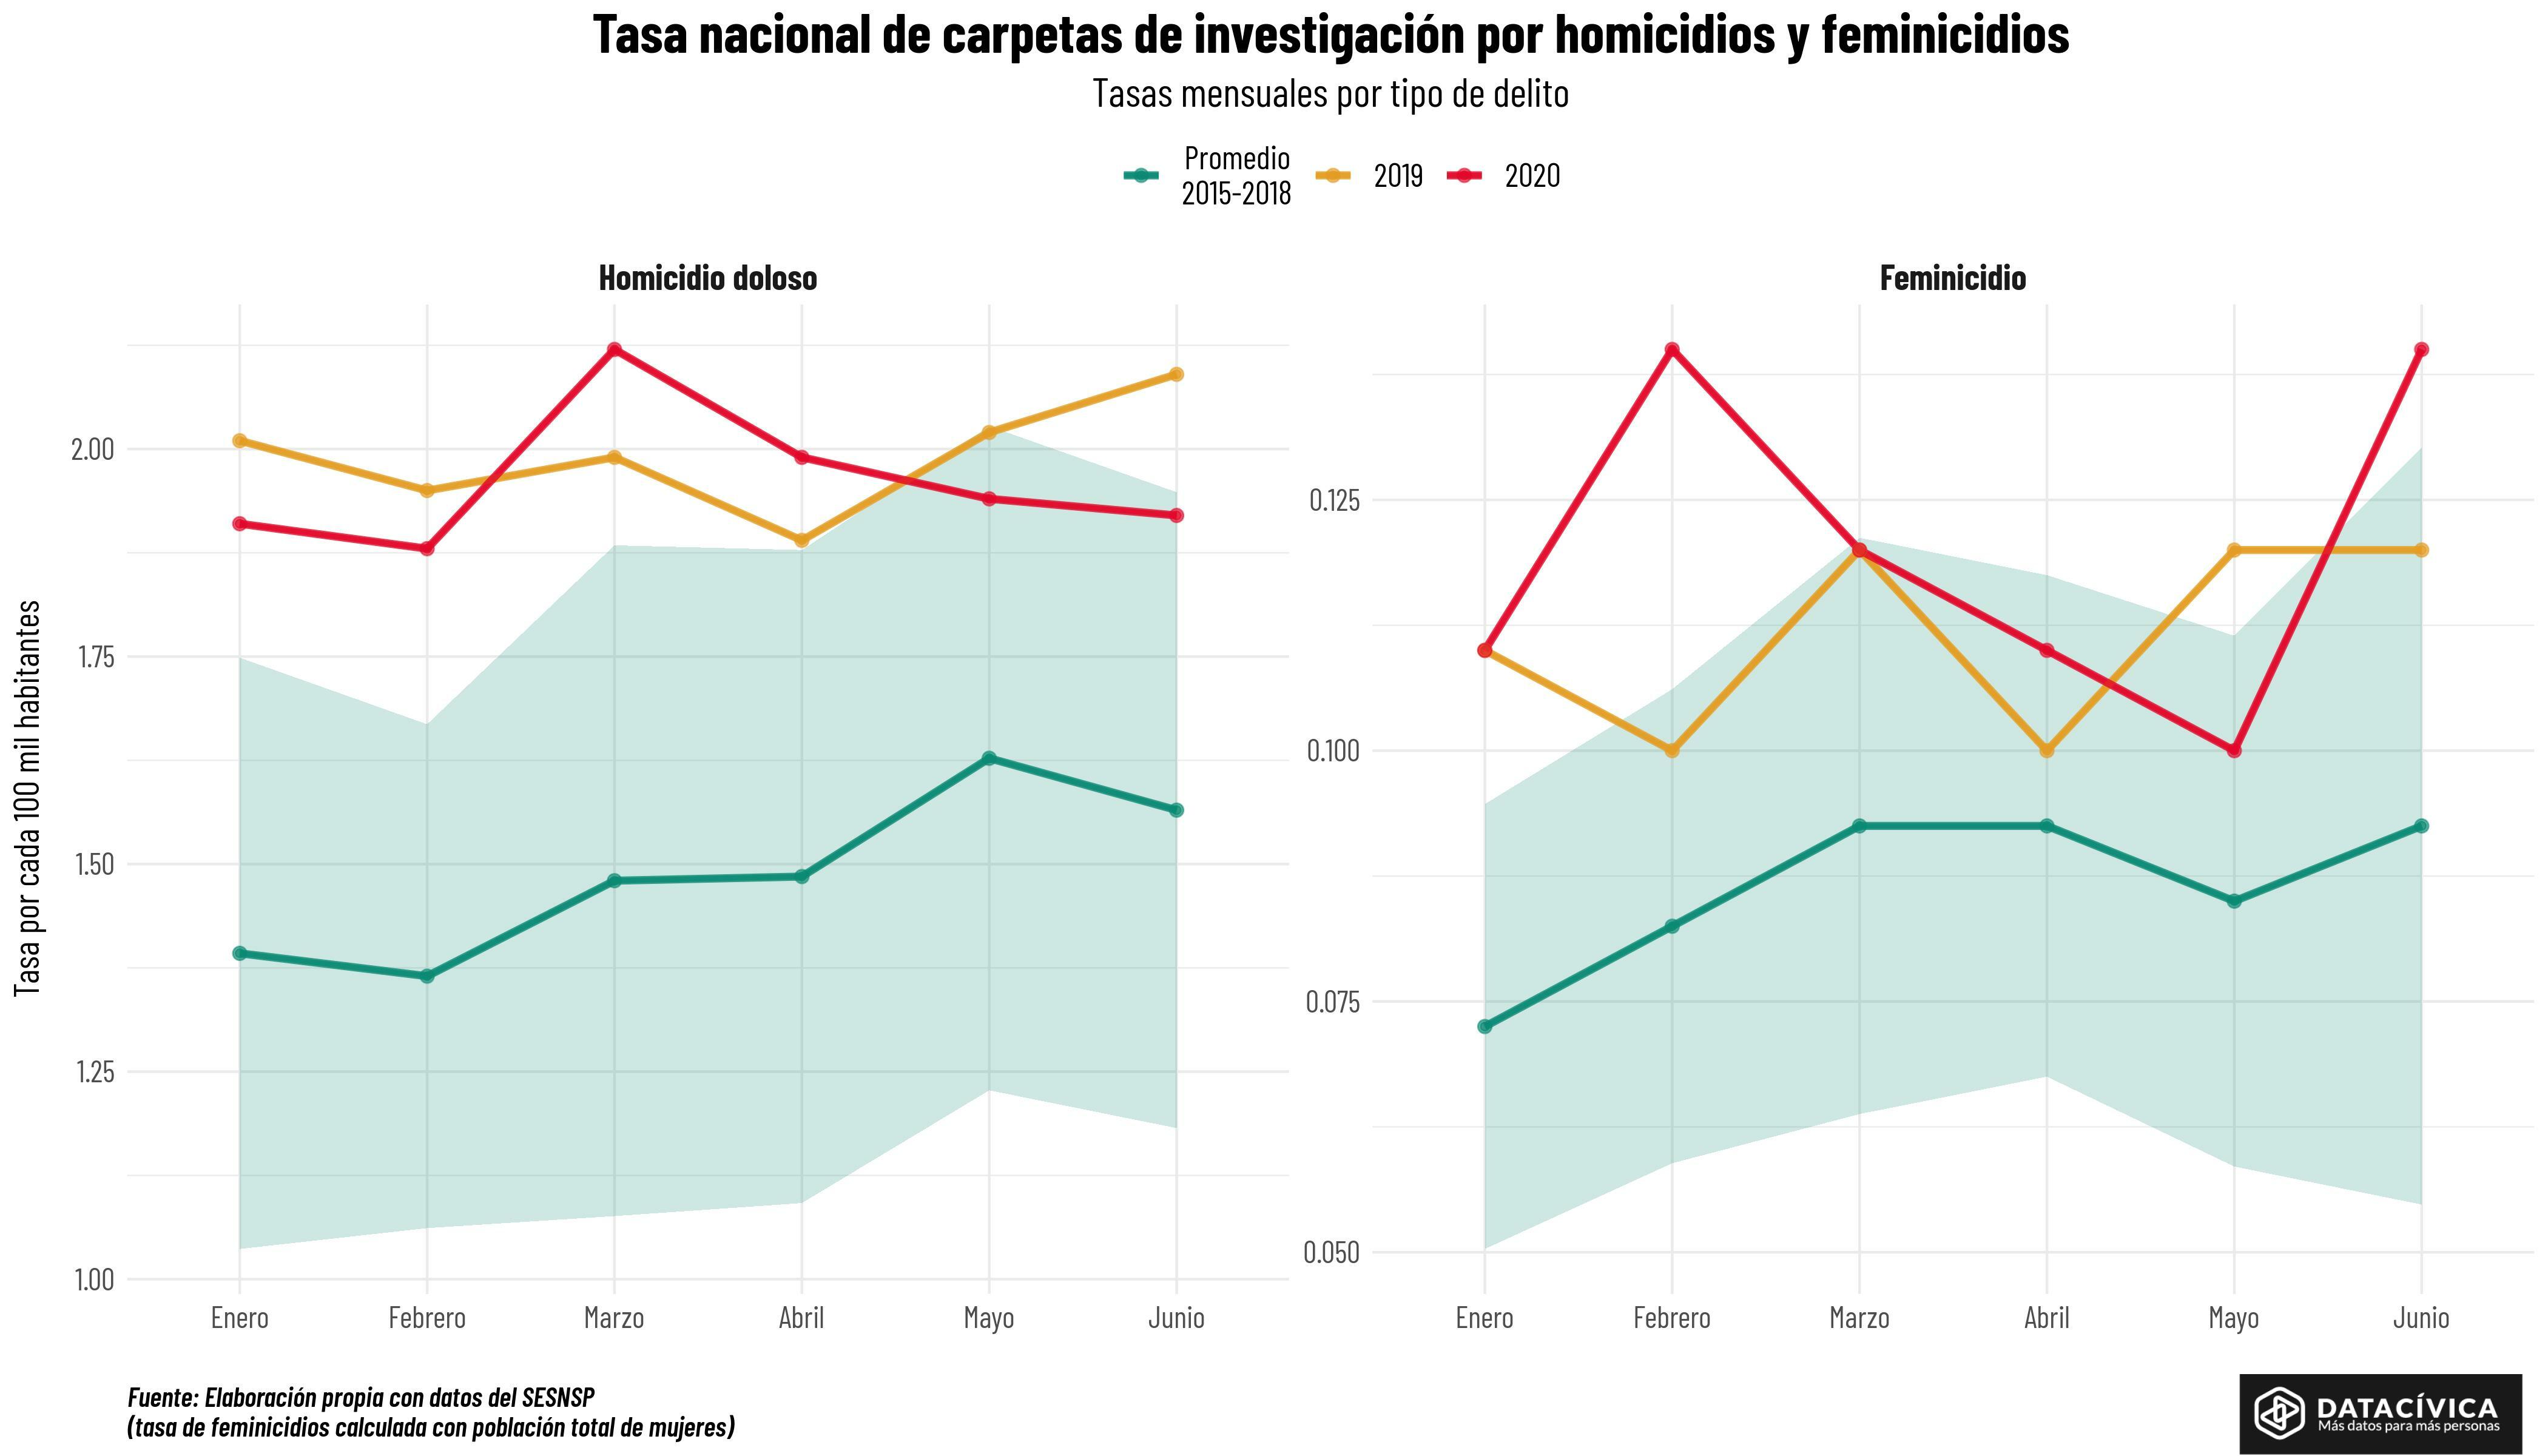 Tasa nacional de carpetas de investigación por homicidios y feminicidios
Tasas mensuales por tipo de delito
Promedio
2015-2018
2019
2020
Homicidio doloso
Feminicidio
Tasa por cada 100 mil habitantes
2.00
1.75
1.50
1.25
1.00
0.125
0.100
0.075
0.050
Enero Febrero Marzo Abril Mayo Junio
Enero Febrero Marzo Abril Mayo Junio
Fuente: Elaboración propia con datos del SESNSP
(tasa de feminicidios calculada con población total de mujeres)
DATACÍVICA
Más datos para más personas